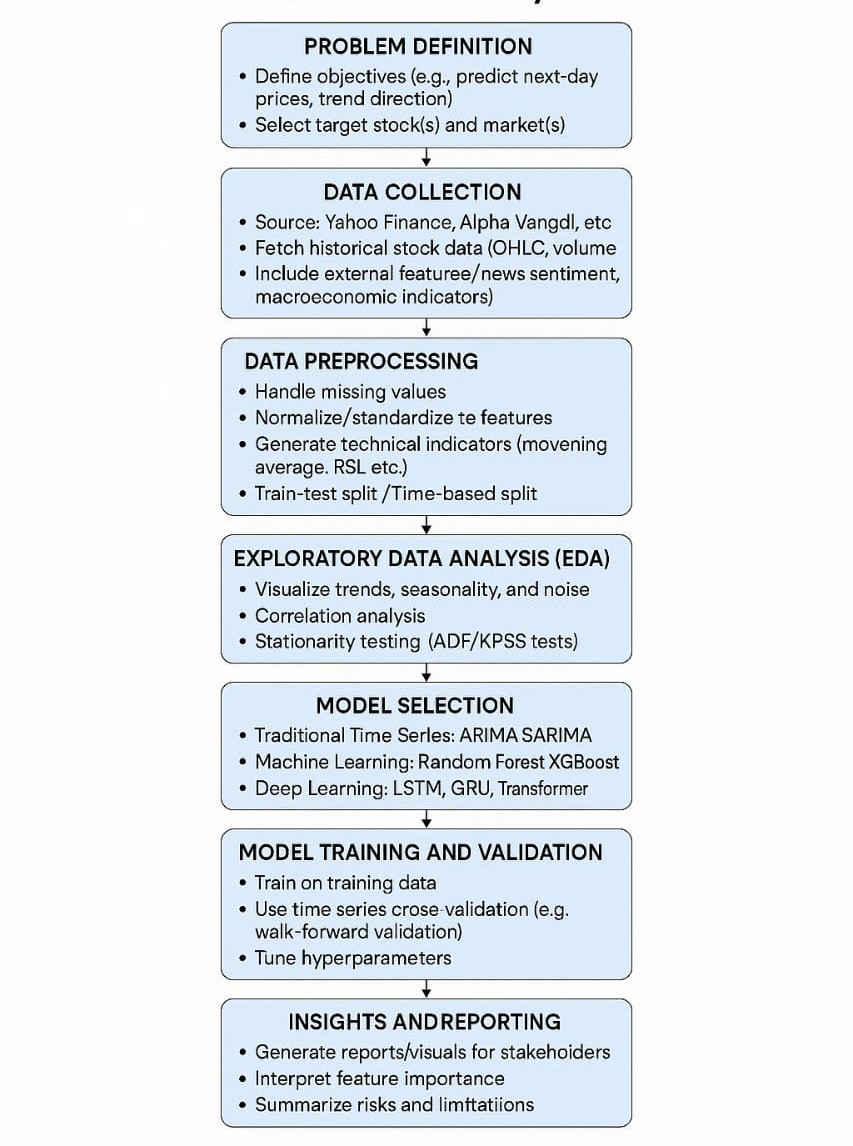 PROBLEM DEFINITION
• Define objectives (e.g., predict next-day
prices, trend direction)
• Select target stock(s) and market(s)
DATA COLLECTION
• Source: Yahoo Finance, Alpha Vangdl, etc
• Fetch historical stock data (OHLC, volume
• Include external featuree/news sentiment,
macroeconomic indicators)
DATA PREPROCESSING
• Handle missing values
• Normalize/standardize te features
• Generate technical indicators (movening
average. RSL etc.)
• Train-test split /Time-based split
EXPLORATORY DATA ANALYSIS (EDA)
• Visualize trends, seasonality, and noise
• Correlation analysis
• Stationarity testing (ADF/KPSS tests)
MODEL SELECTION
• Traditional Time Series: ARIMA SARIMA
• Machine Learning: Random Forest XGBoost
• Deep Learning: LSTM, GRU, Transformer
MODEL TRAINING AND VALIDATION
• Train on training data
• Use time series crose-validation (e.g.
walk-forward validation)
• Tune hyperparameters
INSIGHTS ANDREPORTING
• Generate reports/visuals for stakehoiders
• Interpret feature importance
• Summarize risks and limftatiions